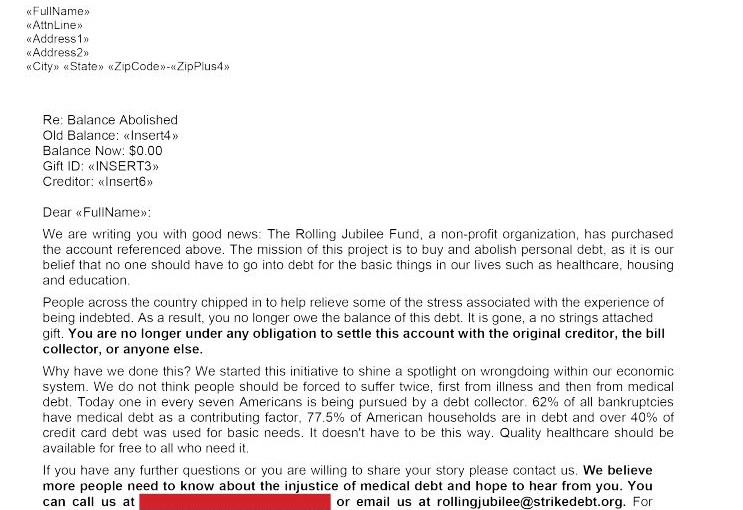 «FullName»
«AttnLine»
«Address1»
«Address2»
«City» «State» «ZipCode»-«ZipPlus4»
Re: Balance Abolished
Old Balance: «Insert4»
Balance Now: $0.00
Gift ID: «INSERT3»
Creditor: «Insert6»
Dear «FullName»:
We are writing you with good news: The Rolling Jubilee Fund, a non-profit organization, has purchased
the account referenced above. The mission of this project is to buy and abolish personal debt, as it is our
belief that no one should have to go into debt for the basic things in our lives such as healthcare, housing
and education.
People across the country chipped in to help relieve some of the stress associated with the experience of
being indebted. As a result, you no longer owe the balance of this debt. It is gone, a no strings attached
gift. You are no longer under any obligation to settle this account with the original creditor, the bill
collector, or anyone else.
Why have we done this? We started this initiative to shine a spotlight on wrongdoing within our economic
system. We do not think people should be forced to suffer twice, first from illness and then from medical
debt. Today one in every seven Americans is being pursued by a debt collector. 62% of all bankruptcies
have medical debt as a contributing factor, 77.5% of American households are in debt and over 40% of
credit card debt was used for basic needs. It doesn't have to be this way. Quality healthcare should be
available for free to all who need it.
If you have any further questions or you are willing to share your story please contact us. We believe
more people need to know about the injustice of medical debt and hope to hear from you. You
can call us at or email us at rollingjubilee@strikedebt.org. For